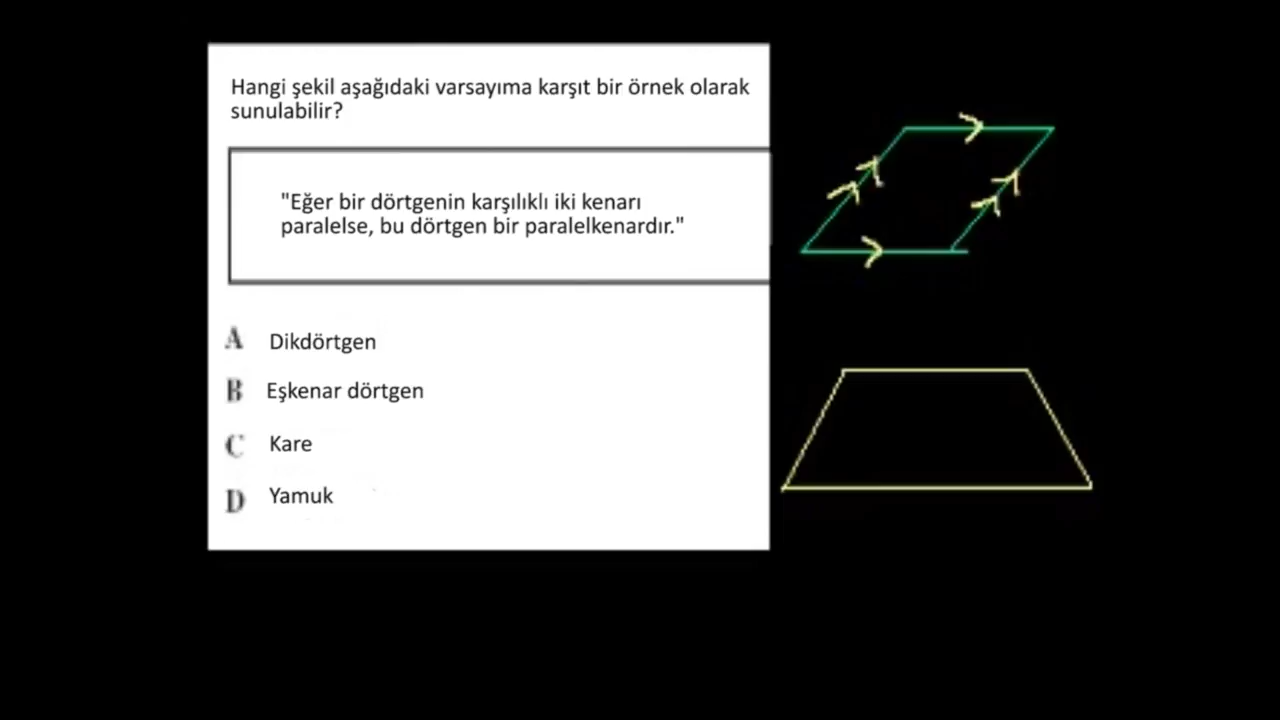 Hangi şekil aşağıdaki varsayıma karşıt bir örnek olarak
sunulabilir?
"Eğer bir dörtgenin karşılıklı iki kenarı
paralelse, bu dörtgen bir paralelkenardır."
A Dikdörtgen
B Eşkenar dörtgen
C Kare
D Yamuk